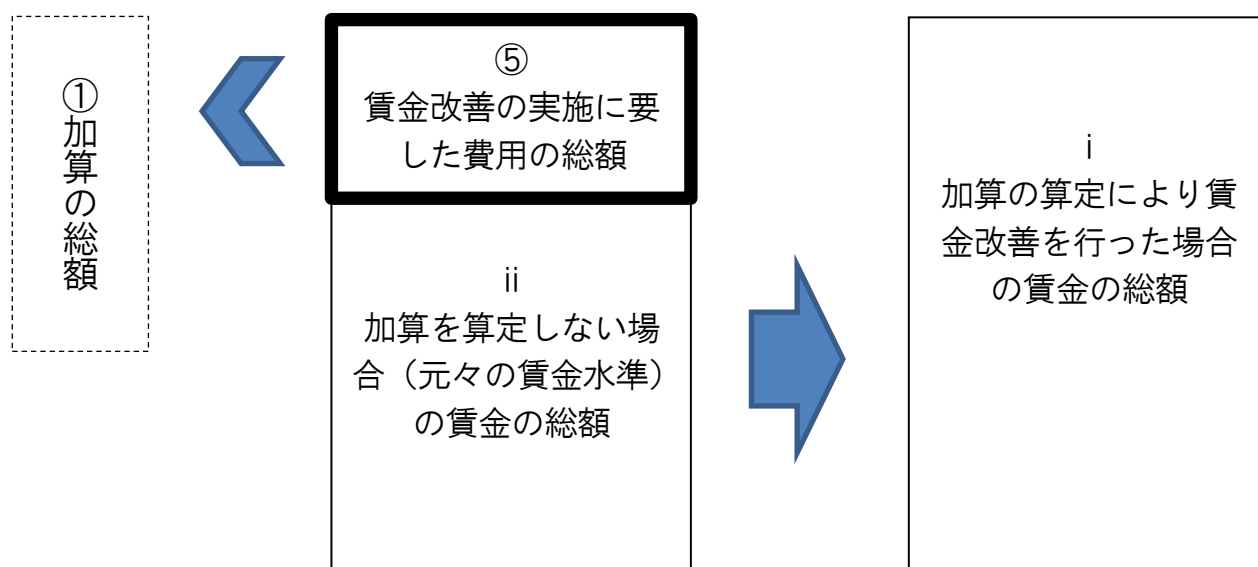 ①加算の総額
⑤
賃金改善の実施に要
した費用の総額
ⅱ
加算を算定しない場
合（元々の賃金水準）
の賃金の総額
ⅰ
加算の算定により賃
金改善を行った場合
の賃金の総額